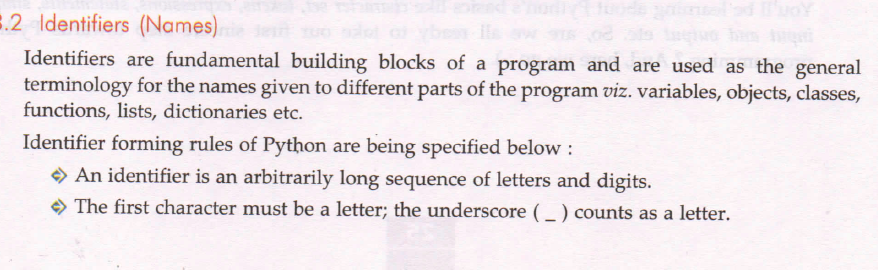 .2 Identifiers (Names)
Identifiers are fundamental building blocks of a program and are used as the general
terminology for the names given to different parts of the program viz. variables, objects, classes,
functions, lists, dictionaries etc.
Identifier forming rules of Python are being specified below :
An identifier is an arbitrarily long sequence of letters and digits.
The first character must be a letter; the underscore ( _ ) counts as a letter.